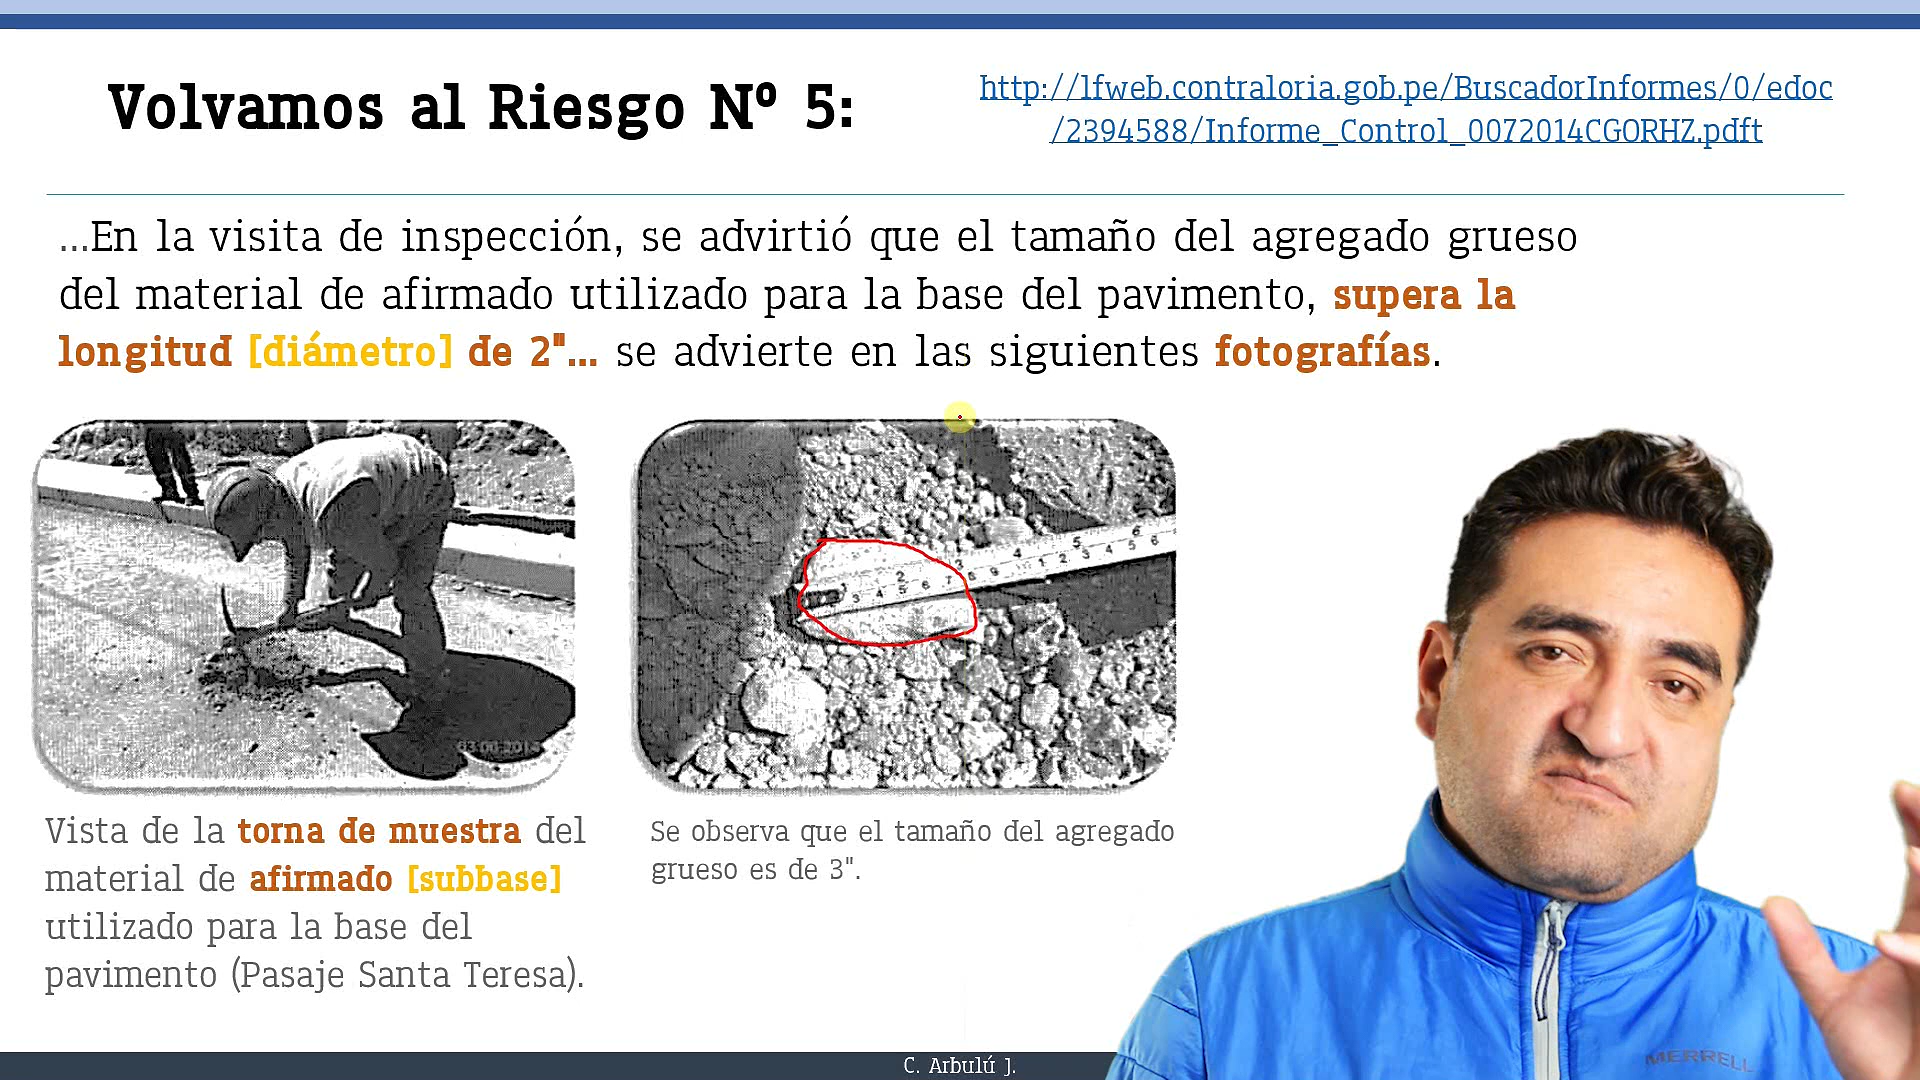 Volvamos al Riesgo Nº 5:
http://lfweb.contraloria.gob.pe/BuscadorInformes/0/edoc
/2394588/Informe_Control_0072014CGORHZ.pdft
...En la visita de inspección, se advirtió que el tamaño del agregado grueso
del material de afirmado utilizado para la base del pavimento, supera la
longitud [diámetro] de 2"... se advierte en las siguientes fotografías.
Vista de la torna de muestra del
material de afirmado [subbase]
utilizado para la base del
pavimento (Pasaje Santa Teresa).
Se observa que el tamaño del agregado
grueso es de 3".
MERRELL
C. Arbulú J.